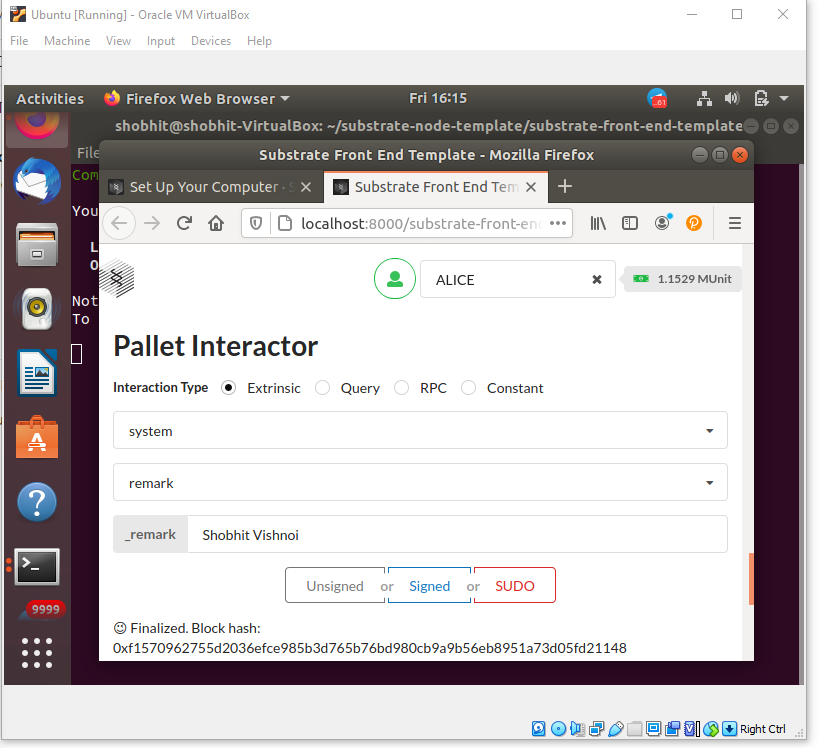 Ubuntu [Running] - Oracle VM VirtualBox
File Machine View Input Devices Help
Activities Firefox Web Browser Fri 16:15 61
shobhit@shobhit-VirtualBox: ~/substrate-node-template/substrate-front-end-template
File
Substrate Front End Template - Mozilla Firefox
Com
Set Up Your Computer · S Substrate Front End Tem
You
localhost:8000/substrate-front-en
L
O
ALICE 1.1529 MUnit
Not
To
Pallet Interactor
Interaction Type Extrinsic Query RPC Constant
system
remark
_remark Shobhit Vishnoi
Unsigned or Signed or SUDO
9999
Finalized. Block hash:
0xf1570962755d2036efce985b3d765b76bd980cb9a9b56eb8951a73d05fd21148
Right Ctrl